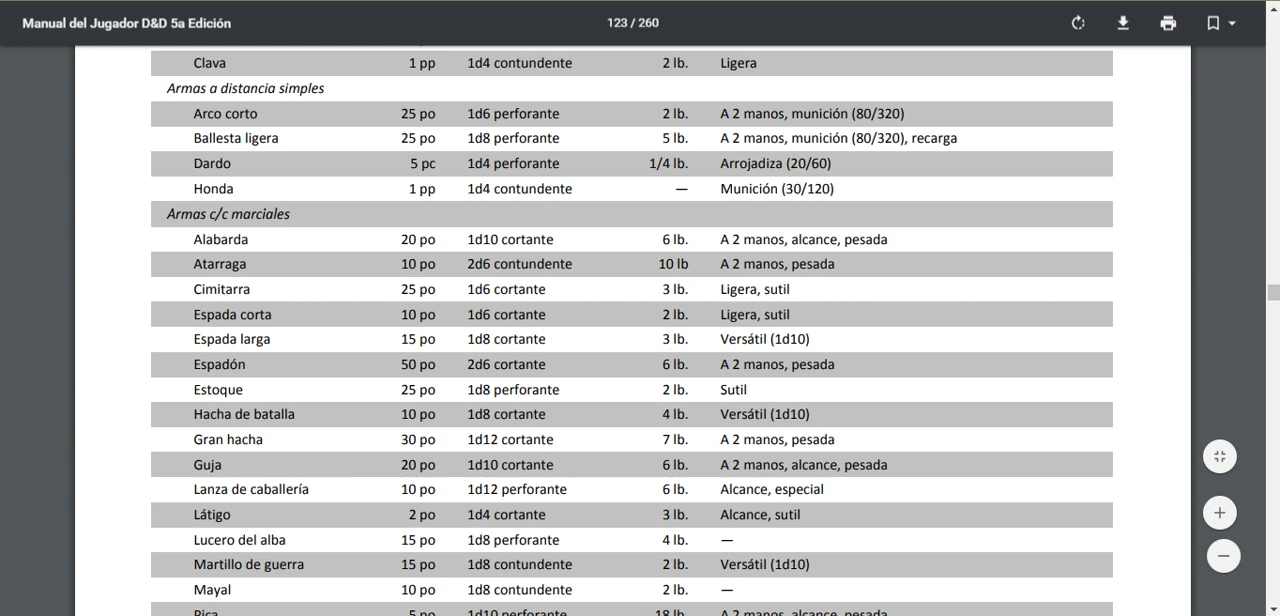 Manual del Jugador D&D 5a Edición 123 / 260
Clava 1 pp 1d4 contundente 2 lb. Ligera
Armas a distancia simples
Arco corto 25 po 1d6 perforante 2 lb. A 2 manos, munición (80/320)
Ballesta ligera 25 po 1d8 perforante 5 lb. A 2 manos, munición (80/320), recarga
Dardo 5 pc 1d4 perforante 1/4 lb. Arrojadiza (20/60)
Honda 1 pp 1d4 contundente — Munición (30/120)
Armas c/c marciales
Alabarda 20 po 1d10 cortante 6 lb. A 2 manos, alcance, pesada
Atarraga 10 po 2d6 contundente 10 lb A 2 manos, pesada
Cimitarra 25 po 1d6 cortante 3 lb. Ligera, sutil
Espada corta 10 po 1d6 cortante 2 lb. Ligera, sutil
Espada larga 15 po 1d8 cortante 3 lb. Versátil (1d10)
Espadón 50 po 2d6 cortante 6 lb. A 2 manos, pesada
Estoque 25 po 1d8 perforante 2 lb. Sutil
Hacha de batalla 10 po 1d8 cortante 4 lb. Versátil (1d10)
Gran hacha 30 po 1d12 cortante 7 lb. A 2 manos, pesada
Guja 20 po 1d10 cortante 6 lb. A 2 manos, alcance, pesada
Lanza de caballería 10 po 1d12 perforante 6 lb. Alcance, especial
Látigo 2 po 1d4 cortante 3 lb. Alcance, sutil
Lucero del alba 15 po 1d8 perforante 4 lb. —
Martillo de guerra 15 po 1d8 contundente 2 lb. Versátil (1d10)
Mayal 10 po 1d8 contundente 2 lb. —
Pica 5 po 1d10 perforante 18 lb. A 2 manos, alcance, pesada